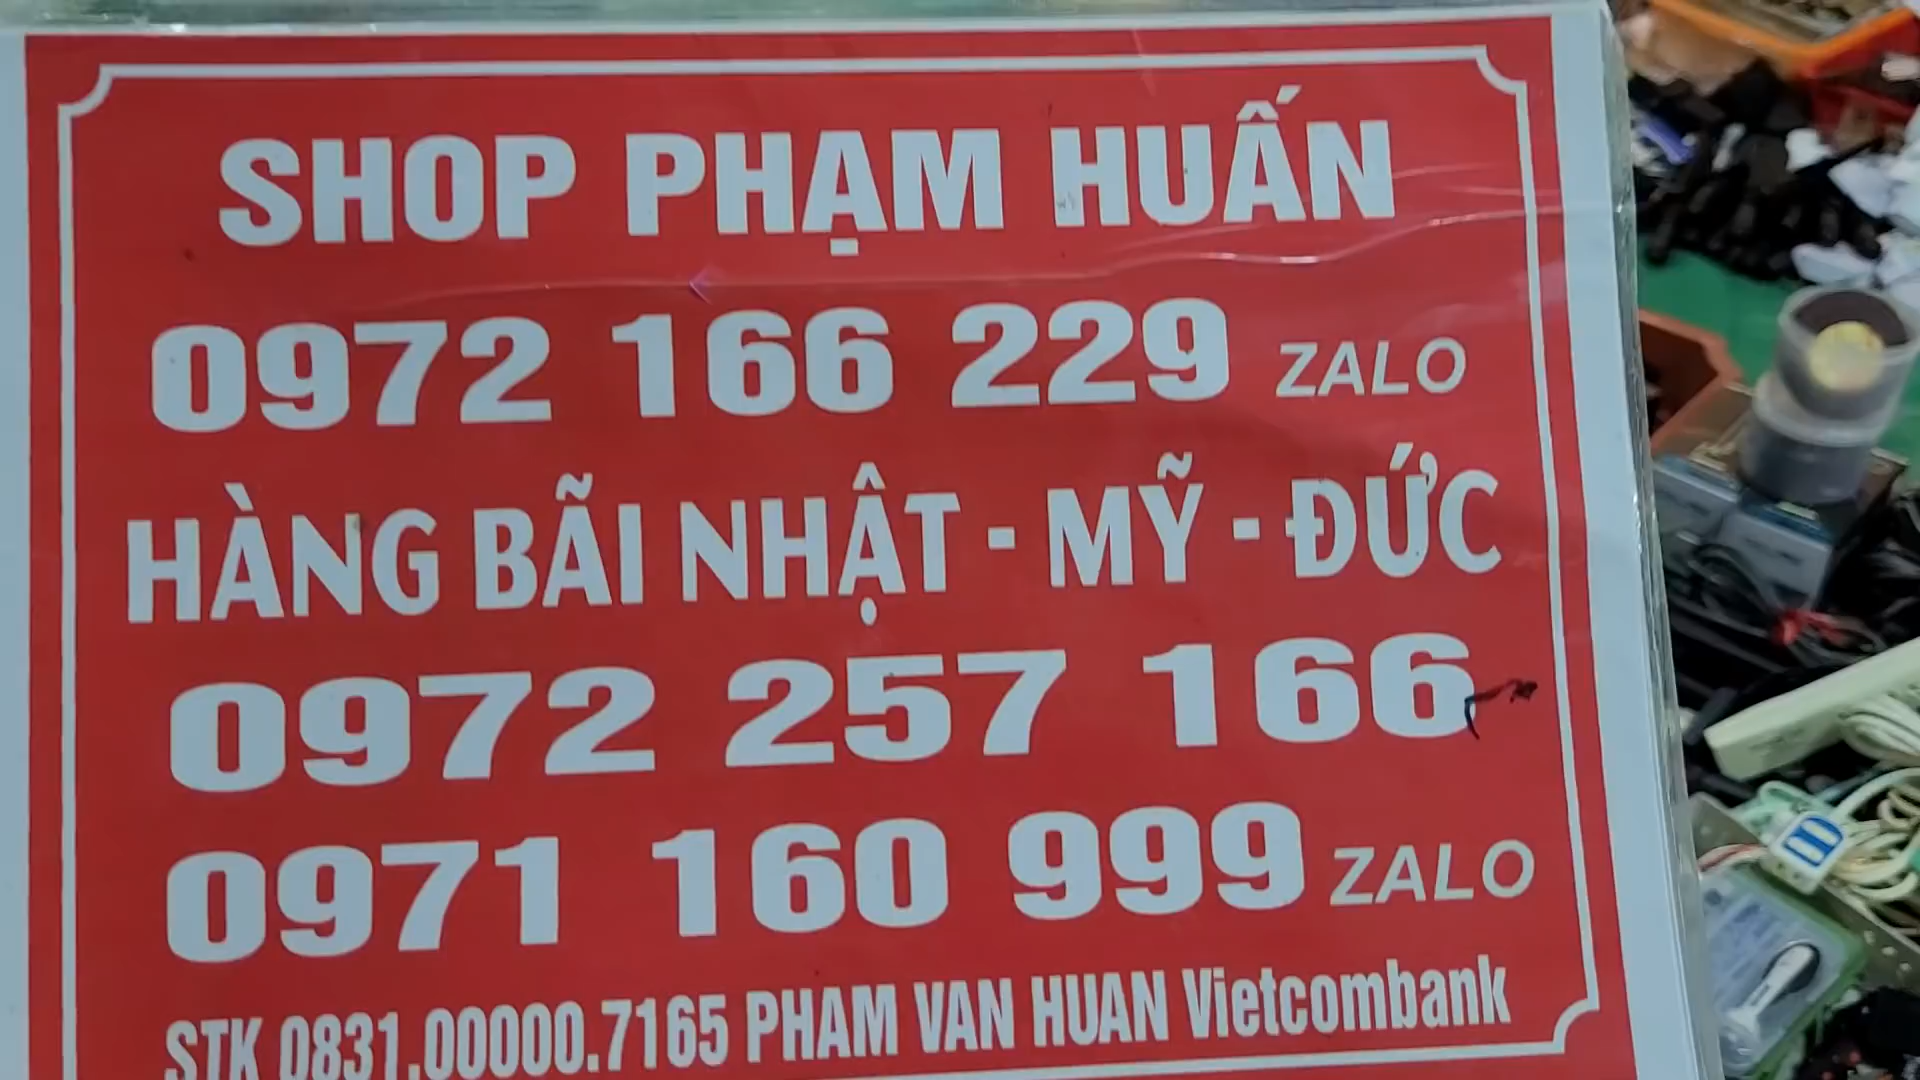 SHOP PHẠM HUẤN
0972 166 229 ZALO
HÀNG BÃI NHẬT - MỸ - ĐỨC
0972 257 166
0971 160 999 ZALO
STK 0831.00000.7165 PHAM VAN HUAN Vietcombank